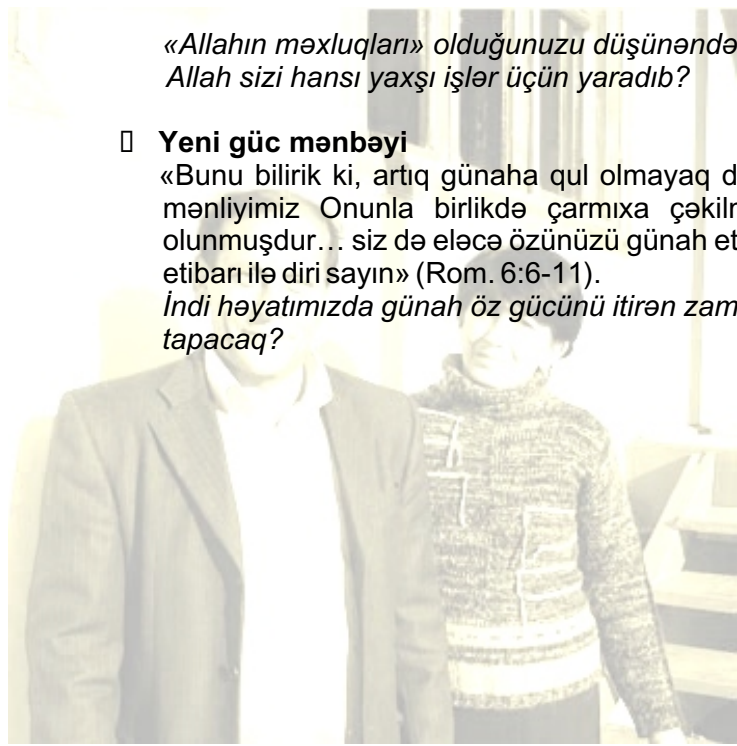 «Allahın məxluqları» olduğunuzu düşünəndə
Allah sizi hansı yaxşı işlər üçün yaradıb?
Yeni güc mənbəyi
«Bunu bilirik ki, artıq günaha qul olmayaq d
mənliyimiz Onunla birlikdə çarmıxa çəkiln
olunmuşdur… siz də eləcə özünüzü günah et
etibarı ilə diri sayın» (Rom. 6:6-11).
İndi həyatımızda günah öz gücünü itirən zam
tapacaq?